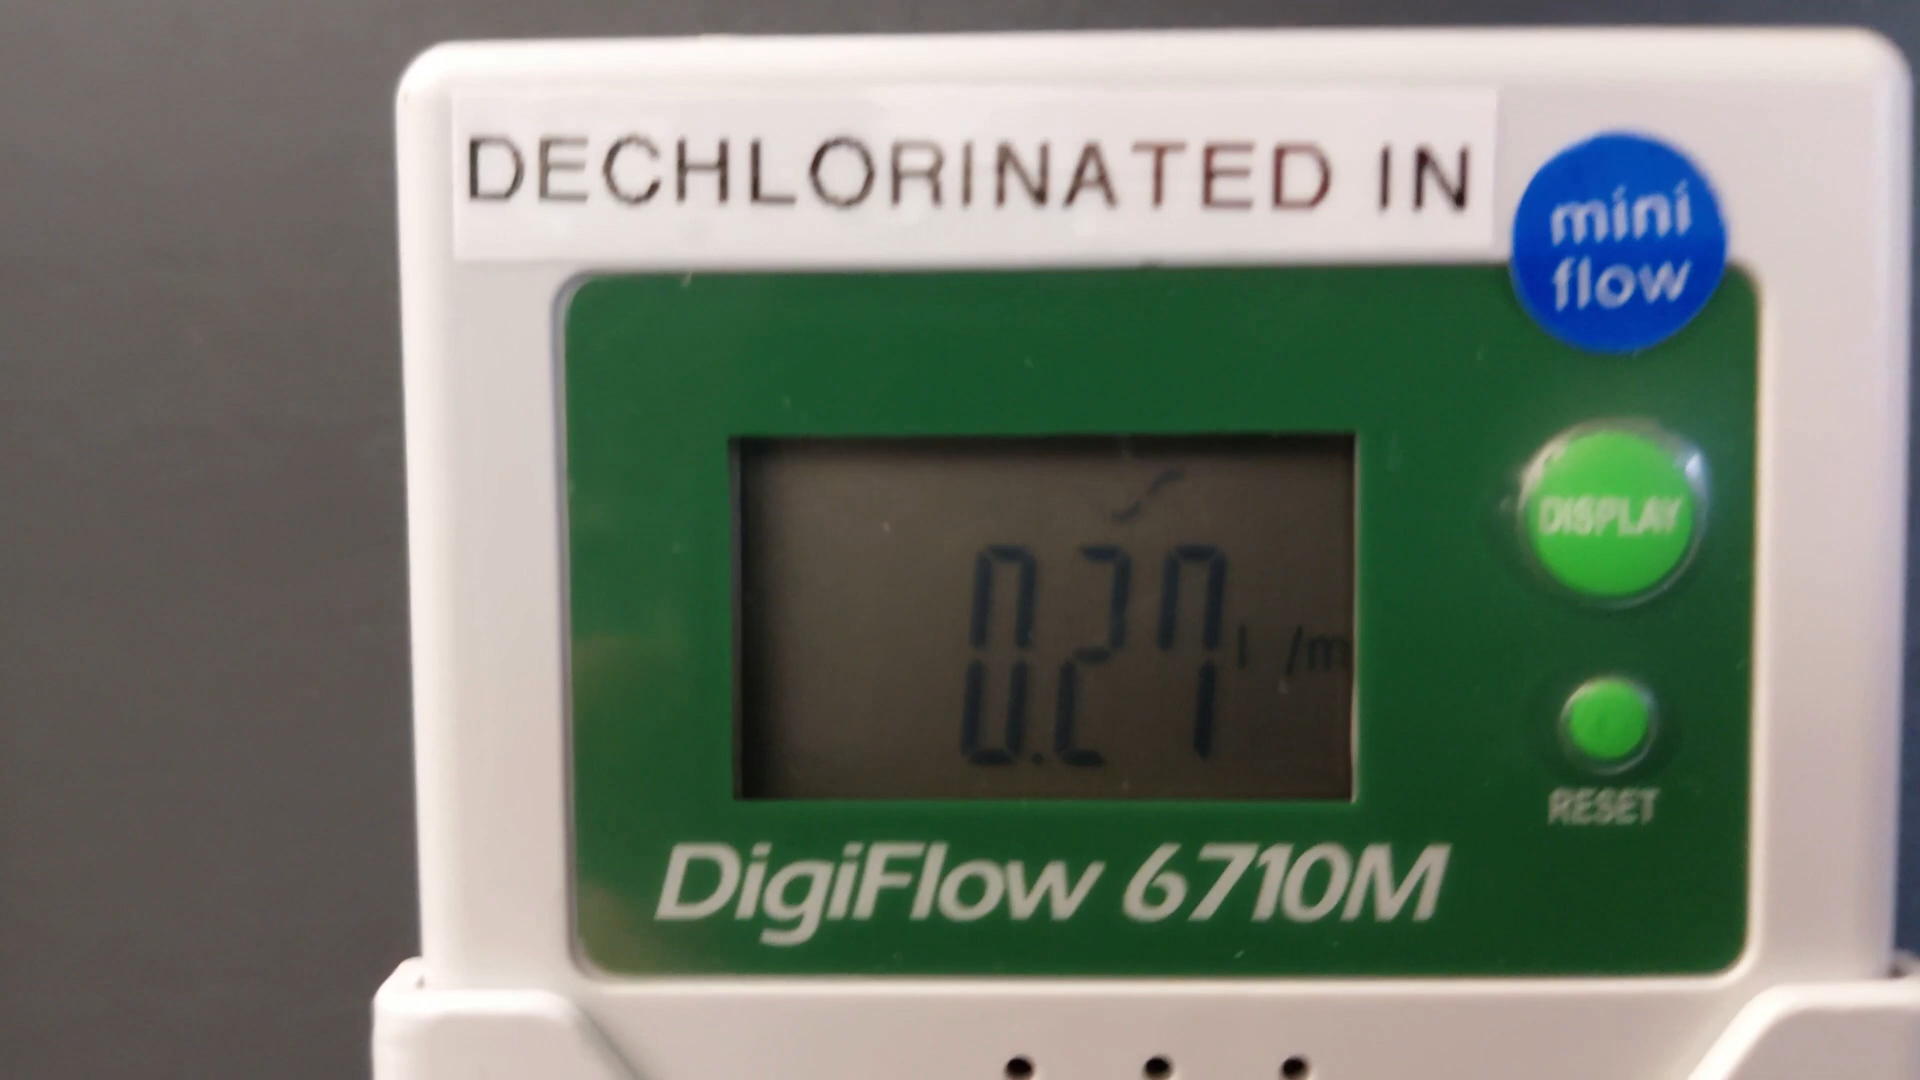 DECHLORINATED IN
mini
flow
DISPLAY
0.27 l /m
RESET
DigiFlow 6710M